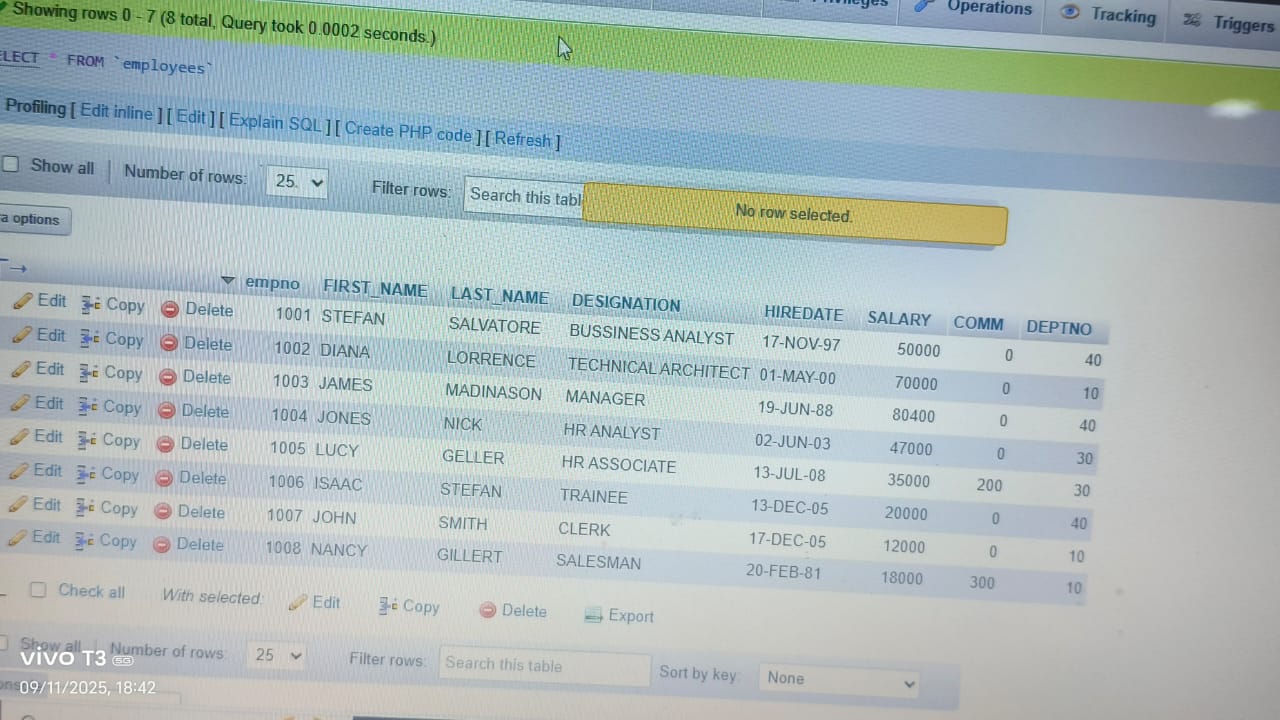 Showing rows 0 - 7 (8 total, Query took 0.0002 seconds.)
Operations Tracking Triggers
SELECT * FROM `employees`
Profiling [ Edit inline ] [ Edit ] [ Explain SQL ] [ Create PHP code ] [ Refresh ]
Show all Number of rows: 25 Filter rows: Search this tabl
No row selected.
a options
empno FIRST_NAME LAST_NAME DESIGNATION HIREDATE SALARY COMM DEPTNO
Edit Copy Delete 1001 STEFAN SALVATORE BUSSINESS ANALYST 17-NOV-97 50000 0 40
Edit Copy Delete 1002 DIANA LORRENCE TECHNICAL ARCHITECT 01-MAY-00 70000 0 10
Edit Copy Delete 1003 JAMES MADINASON MANAGER 19-JUN-88 80400 0 40
Edit Copy Delete 1004 JONES NICK HR ANALYST 02-JUN-03 47000 0 30
Edit Copy Delete 1005 LUCY GELLER HR ASSOCIATE 13-JUL-08 35000 200 30
Edit Copy Delete 1006 ISAAC STEFAN TRAINEE 13-DEC-05 20000 0 40
Edit Copy Delete 1007 JOHN SMITH CLERK 17-DEC-05 12000 0 10
Edit Copy Delete 1008 NANCY GILLERT SALESMAN 20-FEB-81 18000 300 10
Check all With selected: Edit Copy Delete Export
Show all Number of rows: 25 Filter rows: Search this table Sort by key: None
vivo T3 5G
09/11/2025, 18:42